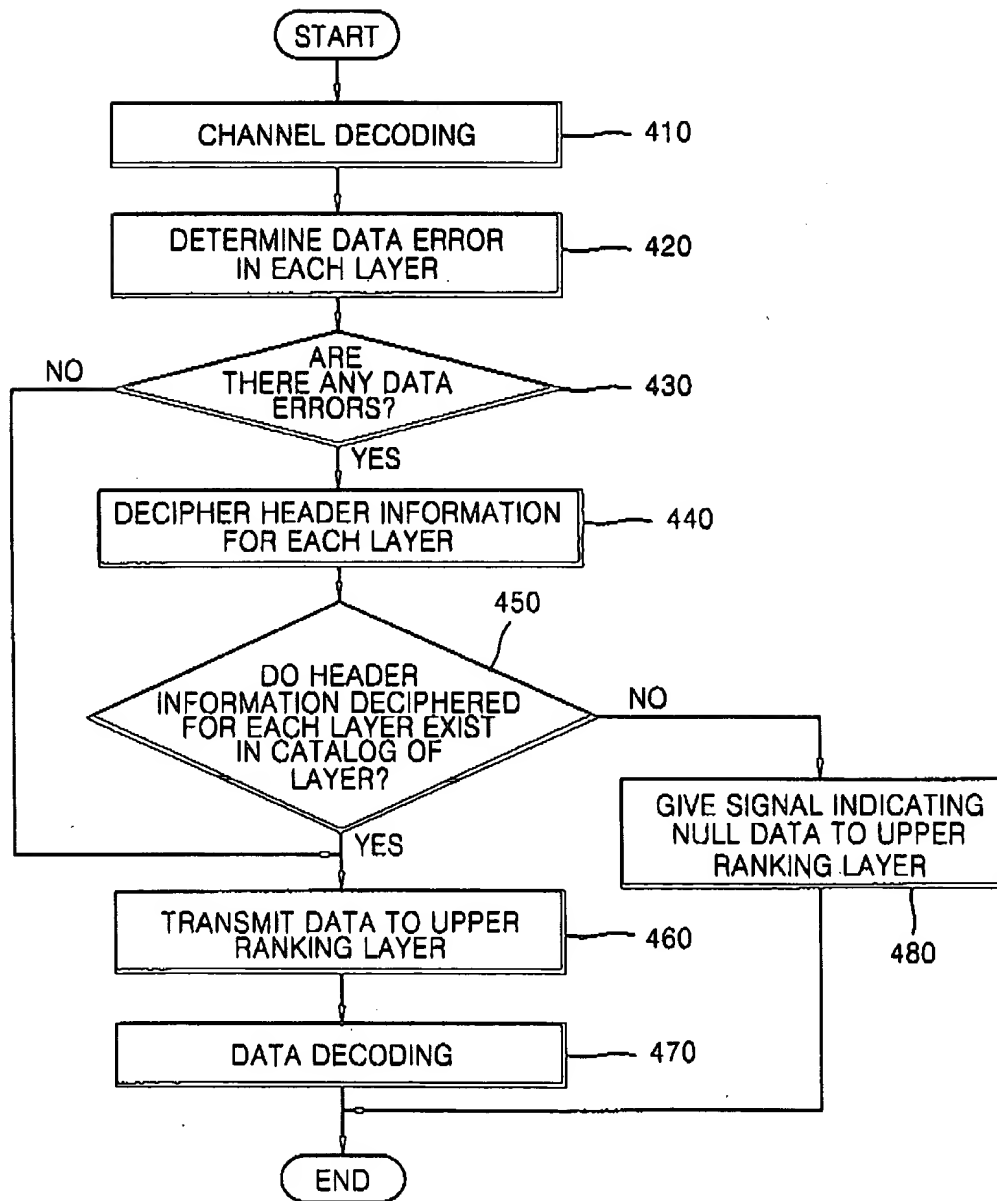 START
CHANNEL DECODING
410
DETERMINE DATA ERROR
IN EACH LAYER
420
ARE
THERE ANY DATA
ERRORS?
430
NO
YES
DECIPHER HEADER INFORMATION
FOR EACH LAYER
440
450
DO HEADER
INFORMATION DECIPHERED
FOR EACH LAYER EXIST
IN CATALOG OF
LAYER?
NO
YES
GIVE SIGNAL INDICATING
NULL DATA TO UPPER
RANKING LAYER
480
TRANSMIT DATA TO UPPER
RANKING LAYER
460
DATA DECODING
470
END